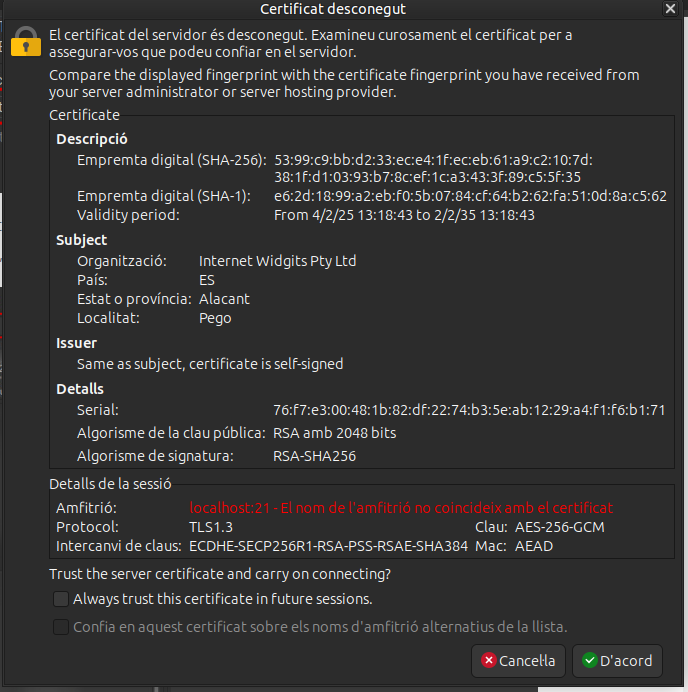 Certificat desconegut
El certificat del servidor és desconegut. Examineu curosament el certificat per a
assegurar-vos que podeu confiar en el servidor.
Compare the displayed fingerprint with the certificate fingerprint you have received from
your server administrator or server hosting provider.
Certificate
Descripció
Empremta digital (SHA-256): 53:99:c9:bb:d2:33:ec:e4:1f:ec:eb:61:a9:c2:10:7d:
38:1f:d1:03:93:b7:8c:ef:1c:a3:43:3f:89:c5:5f:35
Empremta digital (SHA-1): e6:2d:18:99:a2:eb:f0:5b:07:84:cf:64:b2:62:fa:51:0d:8a:c5:62
Validity period: From 4/2/25 13:18:43 to 2/2/35 13:18:43
Subject
Organització: Internet Widgits Pty Ltd
País: ES
Estat o província: Alacant
Localitat: Pego
Issuer
Same as subject, certificate is self-signed
Detalls
Serial: 76:f7:e3:00:48:1b:82:df:22:74:b3:5e:ab:12:29:a4:f1:f6:b1:71
Algorisme de la clau pública: RSA amb 2048 bits
Algorisme de signatura: RSA-SHA256
Detalls de la sessió
Amfitrió: localhost:21 - El nom de l'amfitrió no coincideix amb el certificat
Protocol: TLS1.3 Clau: AES-256-GCM
Intercanvi de claus: ECDHE-SECP256R1-RSA-PSS-RSAE-SHA384 Mac: AEAD
Trust the server certificate and carry on connecting?
Always trust this certificate in future sessions.
Confia en aquest certificat sobre els noms d'amfitrió alternatius de la llista.
Cancel·la D'acord